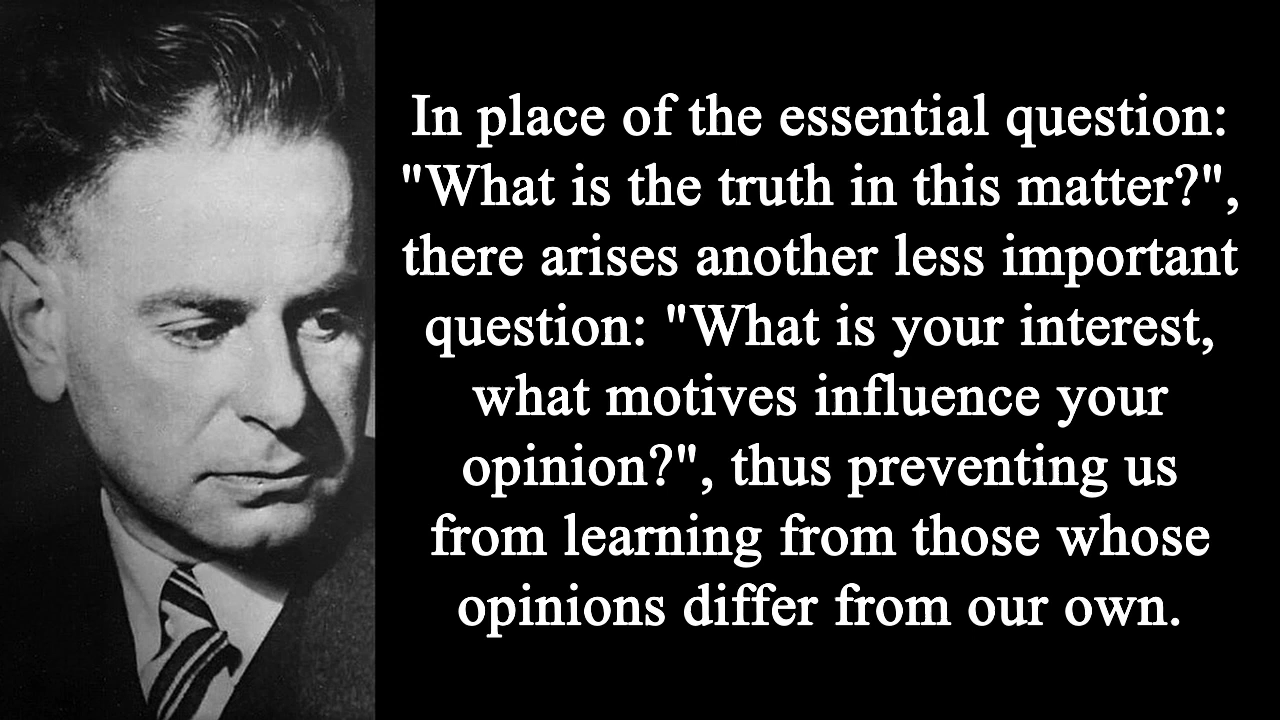 In place of the essential question:
"What is the truth in this matter?",
there arises another less important
question: "What is your interest,
what motives influence your
opinion?", thus preventing us
from learning from those whose
opinions differ from our own.